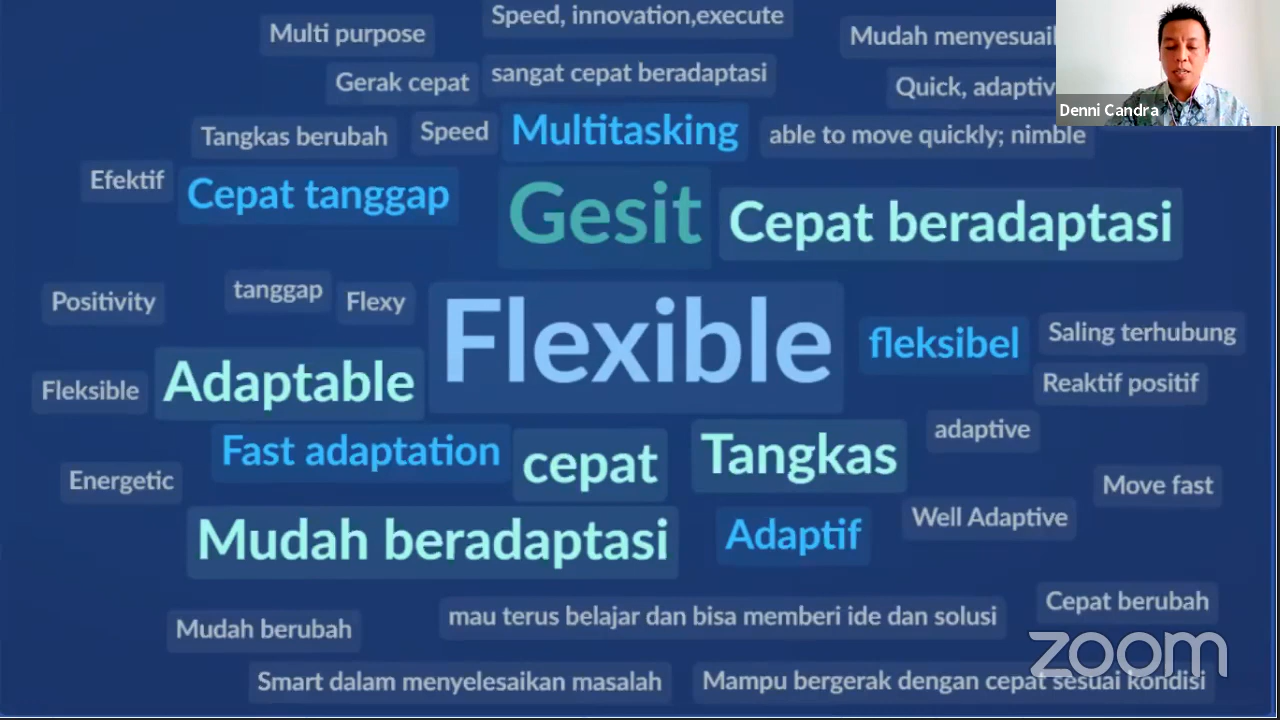 Speed, innovation,execute
Multi purpose
Mudah menyesuai
Gerak cepat
sangat cepat beradaptasi
Quick, adaptiv
Denni Candra
Tangkas berubah
Speed
Multitasking
able to move quickly; nimble
Efektif
Cepat tanggap
Gesit
Cepat beradaptasi
Positivity
tanggap
Flexy
Flexible
fleksibel
Saling terhubung
Fleksible
Adaptable
Reaktif positif
Fast adaptation
cepat
Tangkas
adaptive
Energetic
Move fast
Mudah beradaptasi
Adaptif
Well Adaptive
Mudah berubah
mau terus belajar dan bisa memberi ide dan solusi
Cepat berubah
zoom
Smart dalam menyelesaikan masalah
Mampu bergerak dengan cepat sesuai kondisi